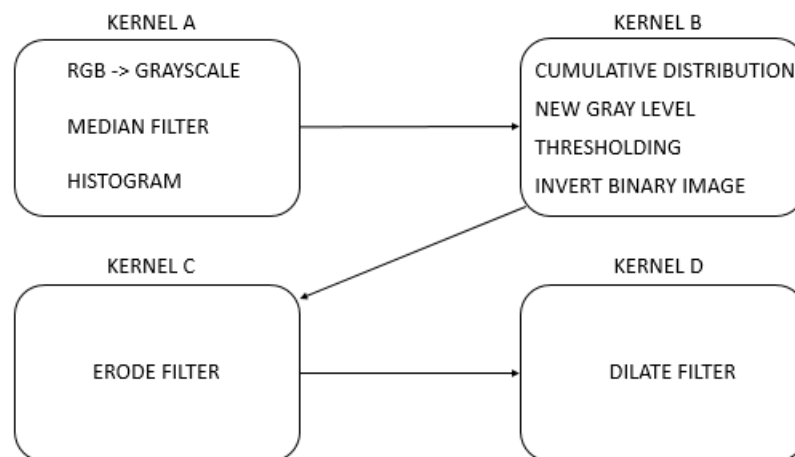 KERNEL A
RGB -> GRAYSCALE
MEDIAN FILTER
HISTOGRAM
KERNEL B
CUMULATIVE DISTRIBUTION
NEW GRAY LEVEL
THRESHOLDING
INVERT BINARY IMAGE
KERNEL C
ERODE FILTER
KERNEL D
DILATE FILTER